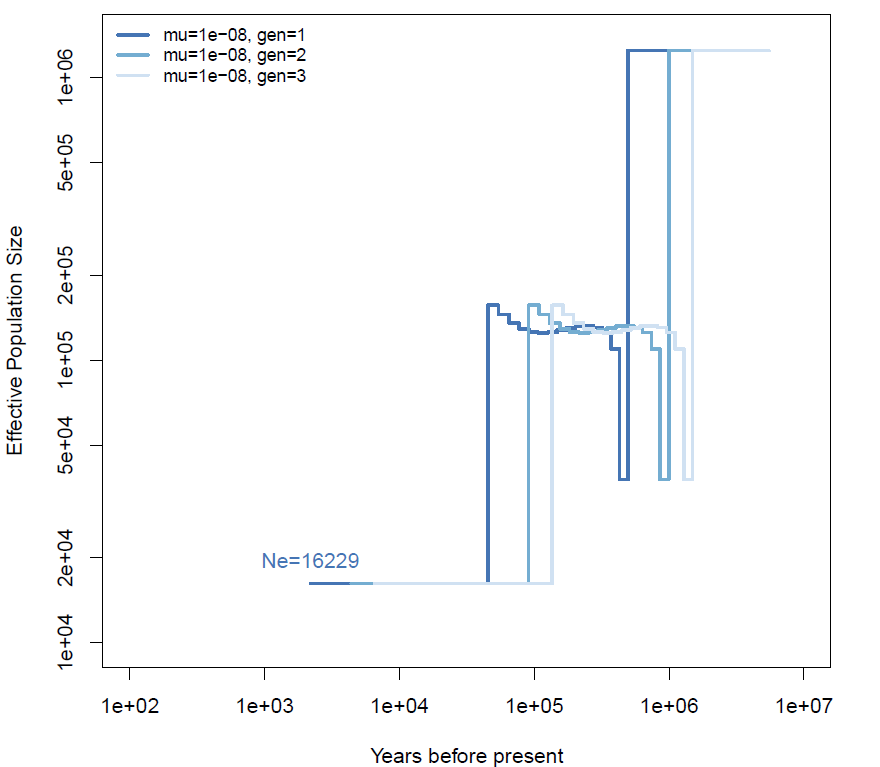 mu=1e−08, gen=1
mu=1e−08, gen=2
mu=1e−08, gen=3
1e+06
5e+05
2e+05
1e+05
5e+04
2e+04
1e+04
Effective Population Size
Ne=16229
1e+02 1e+03 1e+04 1e+05 1e+06 1e+07
Years before present